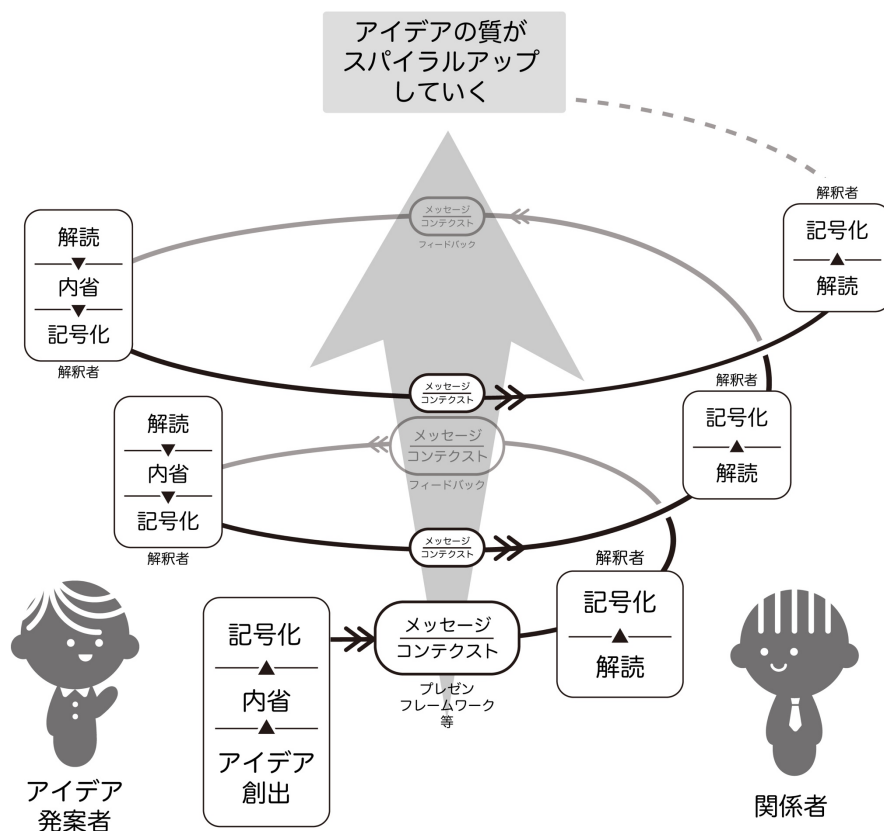 アイデアの質が
スパイラルアップ
していく
解釈者
記号化
解読
メッセージ
コンテクスト
フィードバック
解読
内省
記号化
解釈者
メッセージ
コンテクスト
解釈者
記号化
解読
解読
内省
記号化
解釈者
メッセージ
コンテクスト
フィードバック
メッセージ
コンテクスト
解釈者
記号化
解読
記号化
内省
アイデア
創出
メッセージ
コンテクスト
プレゼン
フレームワーク
等
アイデア
発案者
関係者